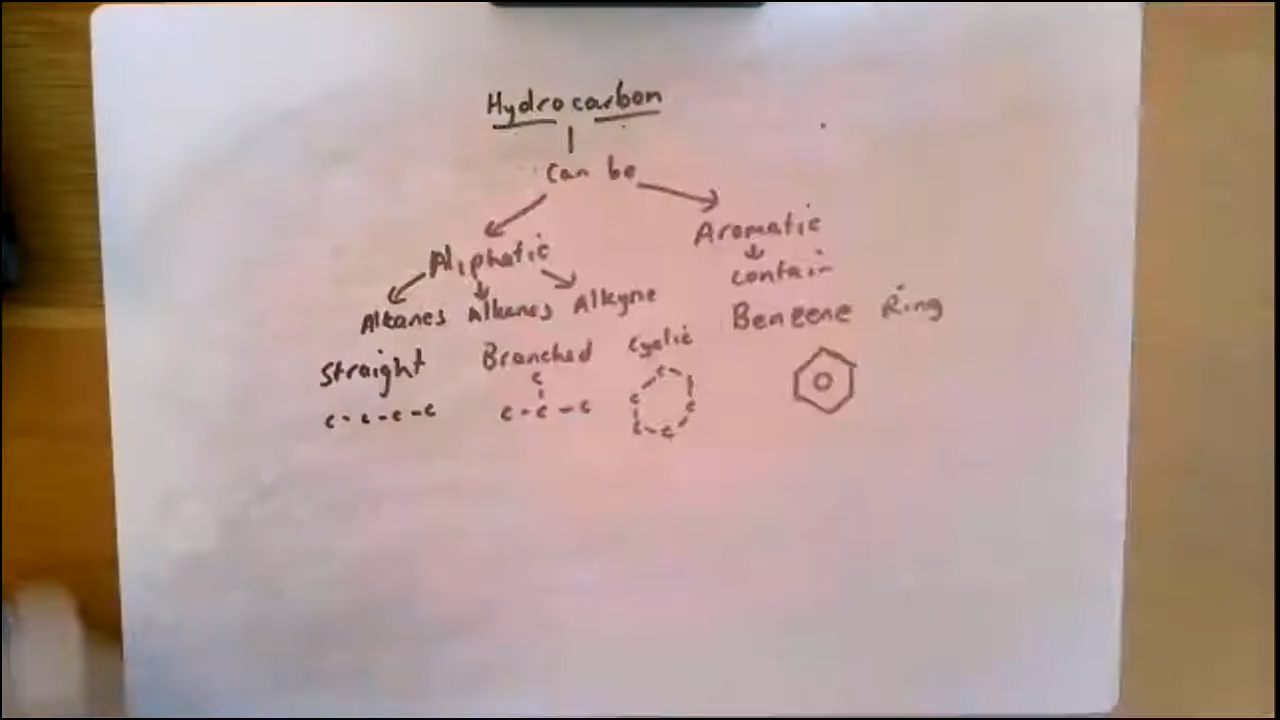 Hydrocarbon
Can be
Aliphatic
Aromatic
contain
Alkanes Alkenes Alkyne
Benzene Ring
Straight Branched Cyclic
C - C - C - C
C
C - C - C
C
C
C
C
C - C